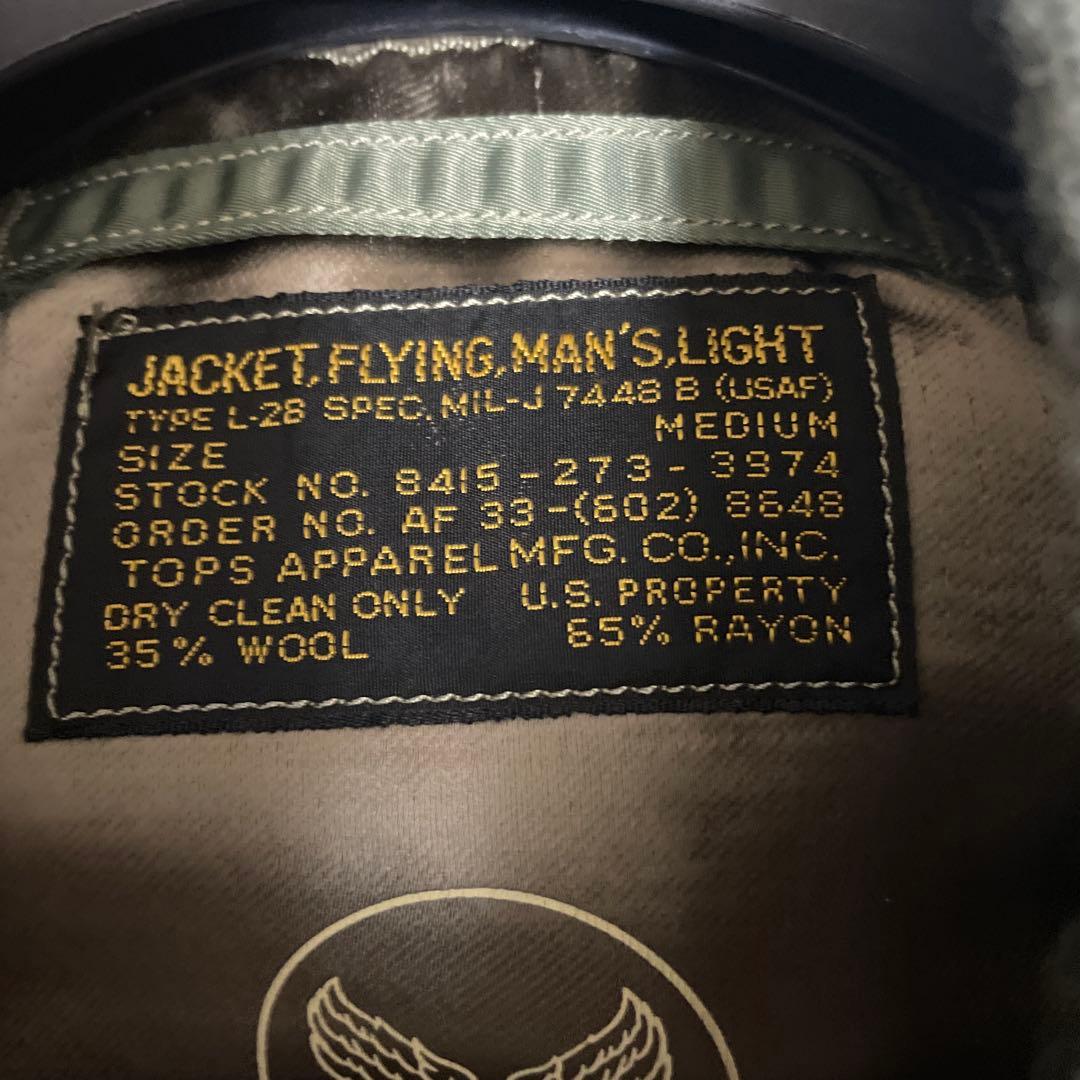 JACKET, FLYING, MAN'S, LIGHT
TYPE L-2B SPEC, MIL-J 7448 B (USAF)
SIZE MEDIUM
STOCK NO. 8415-273-3974
ORDER NO. AF 33-(602) 8648
TOPS APPAREL MFG. CO.,INC.
DRY CLEAN ONLY U.S. PROPERTY
35% WOOL 65% RAYON